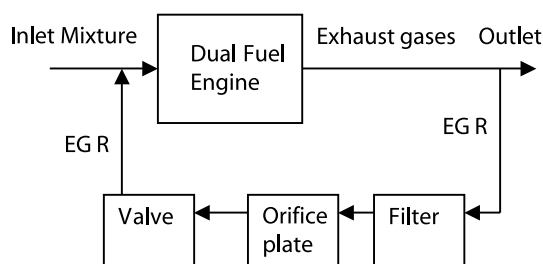 Inlet Mixture
Dual Fuel
Engine
Exhaust gases
Outlet
EG R
EG R
Valve
Orifice
plate
Filter